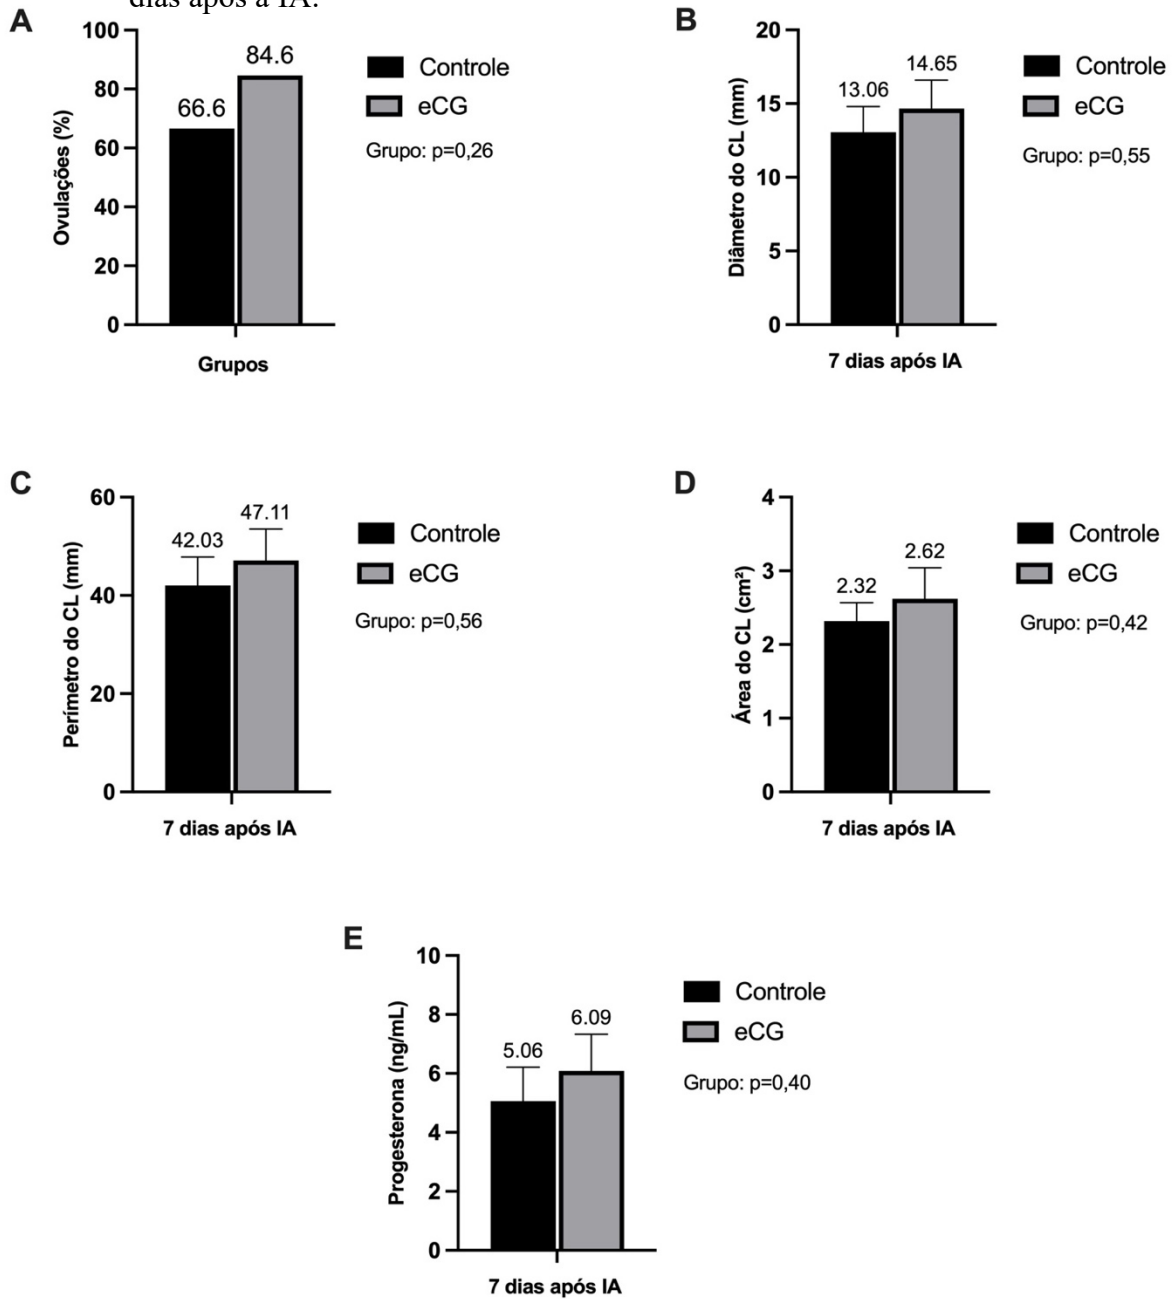 dias após a IA.
A
100
80
60
40
20
0
Ovulações (%)
66.6
84.6
Grupos
Controle
eCG
Grupo: p=0,26
B
20
15
10
5
0
Diâmetro do CL (mm)
13.06
14.65
7 dias após IA
Controle
eCG
Grupo: p=0,55
C
60
40
20
0
Perímetro do CL (mm)
42.03
47.11
7 dias após IA
Controle
eCG
Grupo: p=0,56
D
4
3
2
1
0
Área do CL (cm²)
2.32
2.62
7 dias após IA
Controle
eCG
Grupo: p=0,42
E
10
8
6
4
2
0
Progesterona (ng/mL)
5.06
6.09
7 dias após IA
Controle
eCG
Grupo: p=0,40